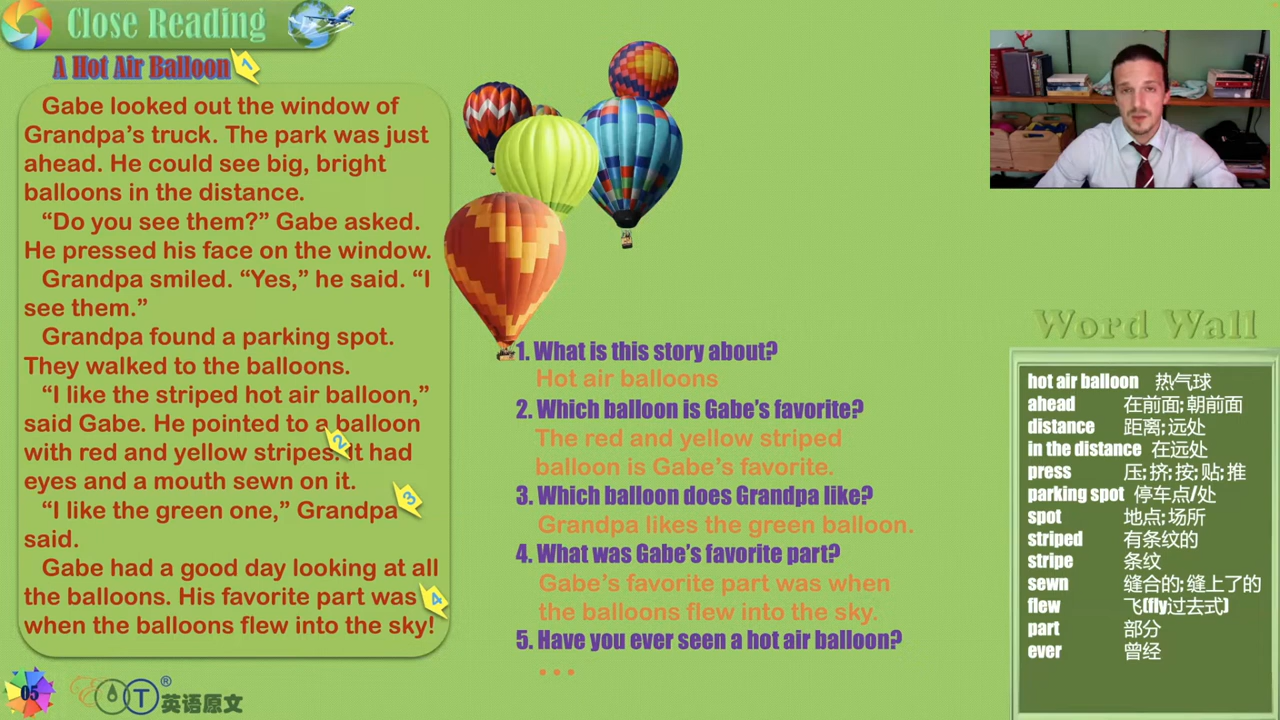 Close Reading
A Hot Air Balloon
1
Gabe looked out the window of
Grandpa's truck. The park was just
ahead. He could see big, bright
balloons in the distance.
“Do you see them?” Gabe asked.
He pressed his face on the window.
Grandpa smiled. “Yes,” he said. “I
see them.”
Grandpa found a parking spot.
They walked to the balloons.
“I like the striped hot air balloon,”
said Gabe. He pointed to a balloon
2
with red and yellow stripes. It had
eyes and a mouth sewn on it.
3
“I like the green one,” Grandpa
said.
Gabe had a good day looking at all
the balloons. His favorite part was
4
when the balloons flew into the sky!
1. What is this story about?
Hot air balloons
2. Which balloon is Gabe's favorite?
The red and yellow striped
balloon is Gabe's favorite.
3. Which balloon does Grandpa like?
Grandpa likes the green balloon.
4. What was Gabe's favorite part?
Gabe's favorite part was when
the balloons flew into the sky.
5. Have you ever seen a hot air balloon?
...
Word Wall
hot air balloon 热气球
ahead 在前面; 朝前面
distance 距离; 远处
in the distance 在远处
press 压; 挤; 按; 贴; 推
parking spot 停车点/处
spot 地点; 场所
striped 有条纹的
stripe 条纹
sewn 缝合的; 缝上了的
flew 飞(fly过去式)
part 部分
ever 曾经
05
T® 英语原文